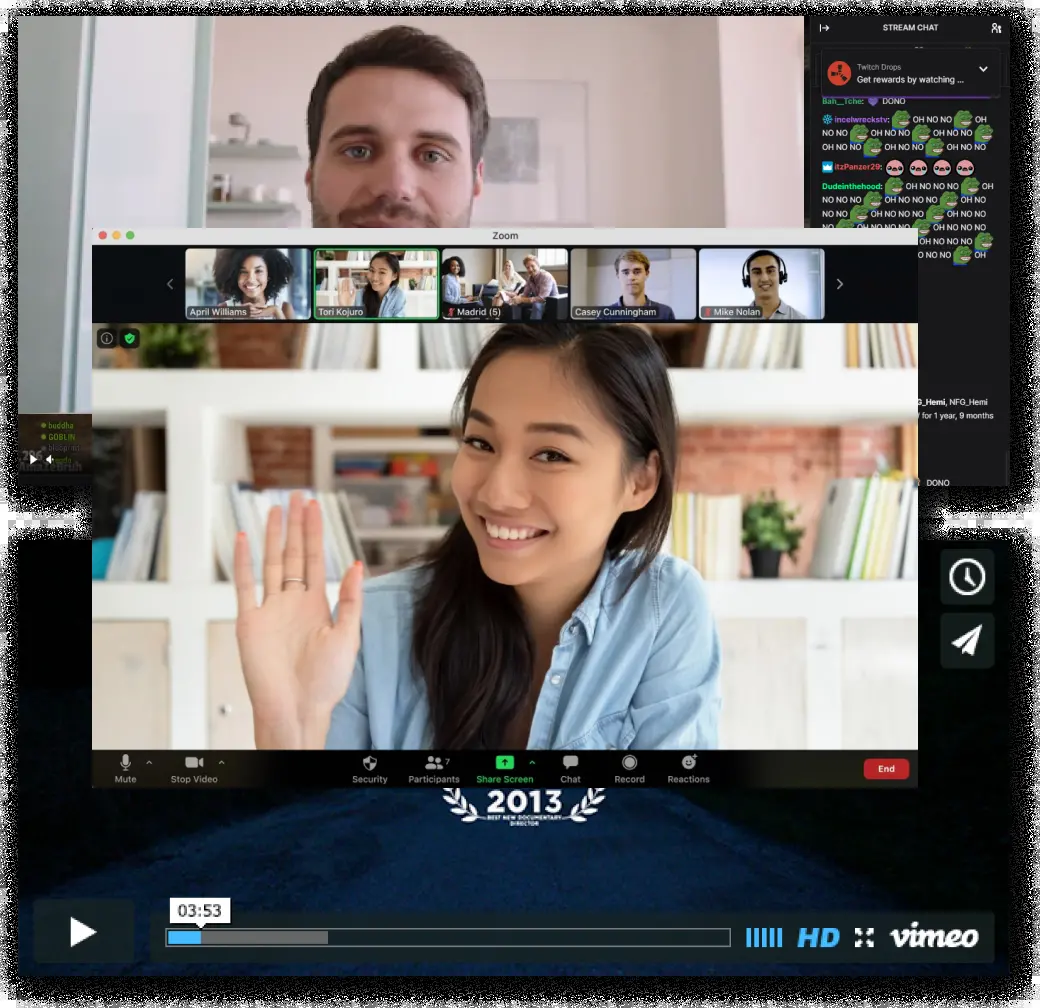 STREAM CHAT
Twitch Drops
Get rewards by watching ...
Bah__Tche: DONO
incelwreckstv: OH NO NO OH
NO NO OH NO NO OH NO NO
OH NO NO OH NO NO OH NO NO
itzPanzer29:
Dudeinthehood: OH NO NO NO OH
NO NO NO OH NO NO OH NO NO
NO NO OH NO NO OH NO NO
OH NO NO OH NO NO
OH NO NO
O NO NO OH NO
G_Hemi, NFG_Hemi
for 1 year, 9 months
DONO
buddha
GOBLIN
Zoom
April Williams
Tori Kojuro
Madrid (5)
Casey Cunningham
Mike Nolan
Mute
Stop Video
Security
7
Participants
Share Screen
Chat
Record
Reactions
End
2013
BEST NEW DOCUMENTARY
DIRECTOR
03:53
HD
vimeo